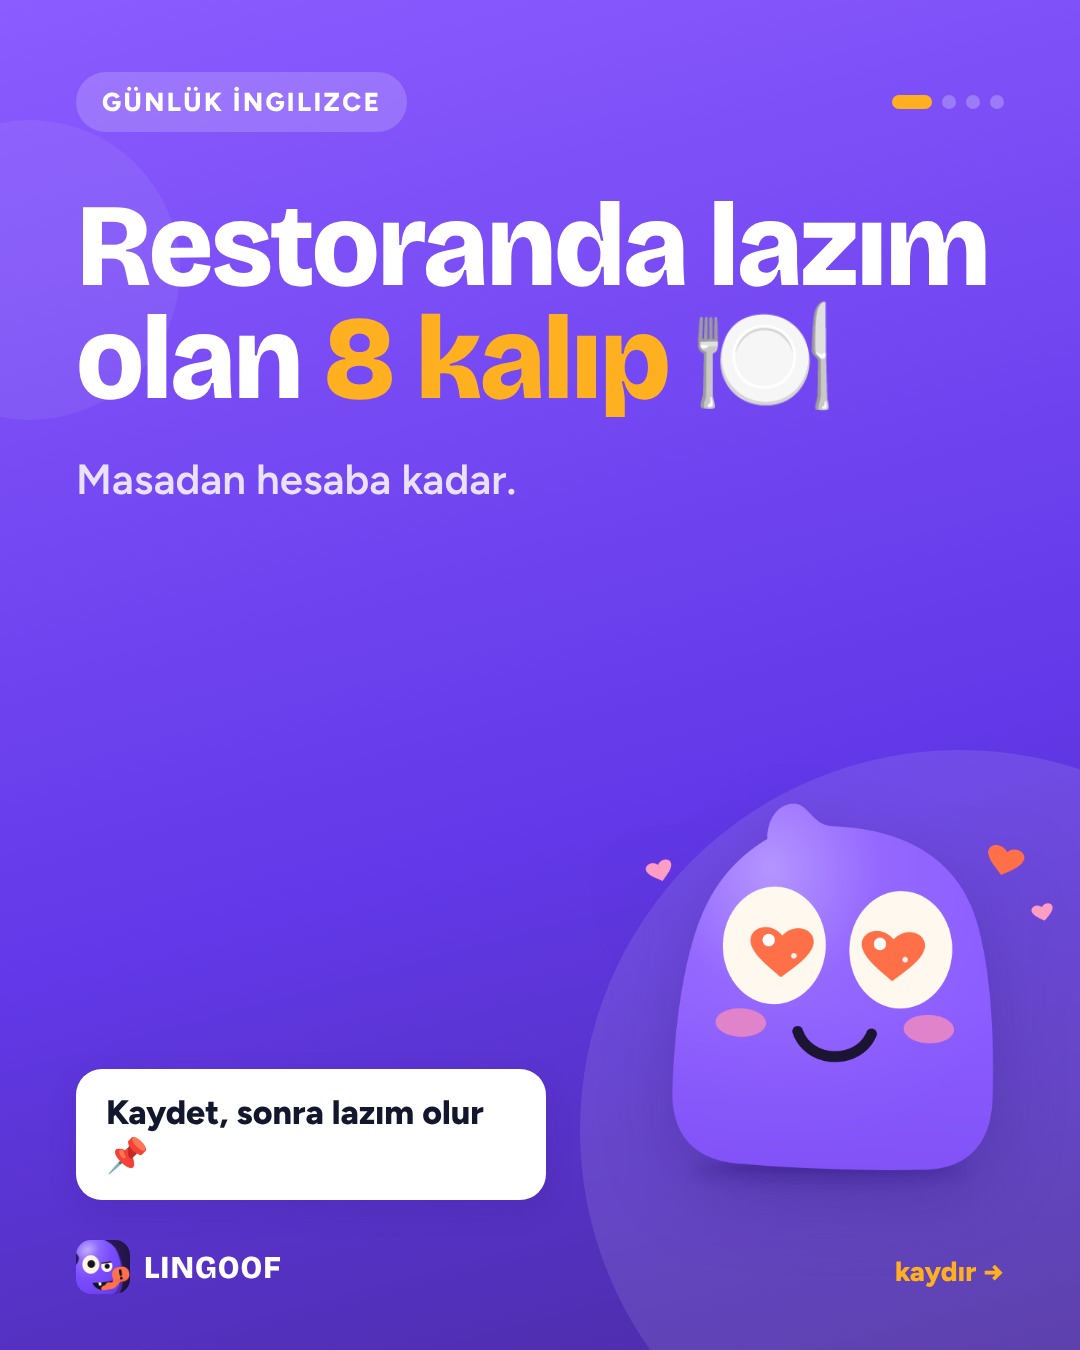 GÜNLÜK İNGILIZCE
Restoranda lazım
olan 8 kalıp 🍽️
Masadan hesaba kadar.
Kaydet, sonra lazım olur
📌
LINGOOF
kaydır →